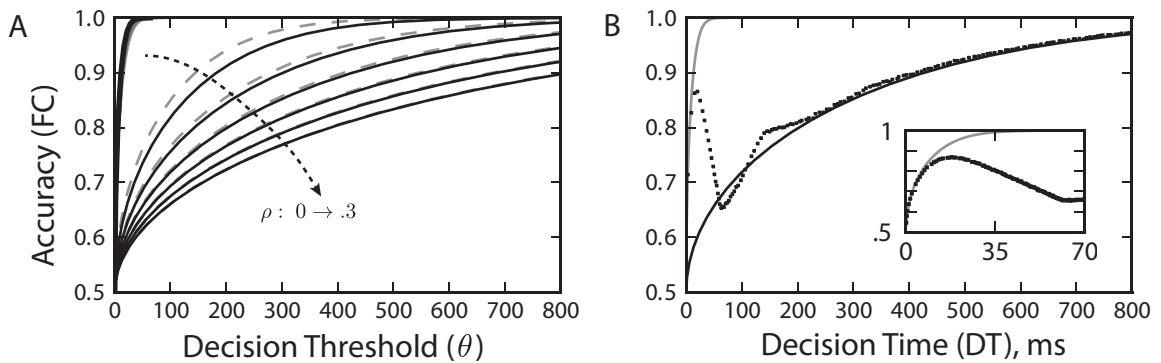 A
Accuracy (FC)
1.0
0.9
0.8
0.7
0.6
0.5
ρ : 0 → .3
0 100 200 300 400 500 600 700 800
Decision Threshold (θ)
B
1.0
0.9
0.8
0.7
0.6
0.5
1
.5
0 35 70
0 100 200 300 400 500 600 700 800
Decision Time (DT), ms